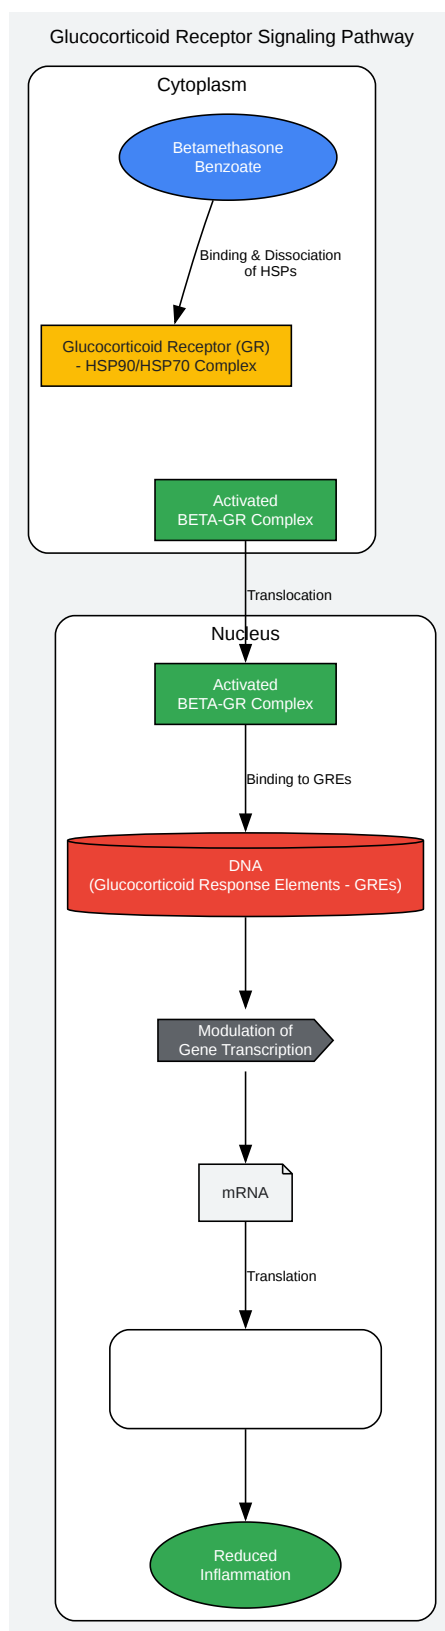 Glucocorticoid Receptor Signaling Pathway
Cytoplasm
Betamethasone
Benzoate
Binding & Dissociation
of HSPs
Glucocorticoid Receptor (GR)
- HSP90/HSP70 Complex
Activated
BETA-GR Complex
Translocation
Nucleus
Activated
BETA-GR Complex
Binding to GREs
DNA
(Glucocorticoid Response Elements - GREs)
Modulation of
Gene Transcription
mRNA
Translation
Reduced
Inflammation